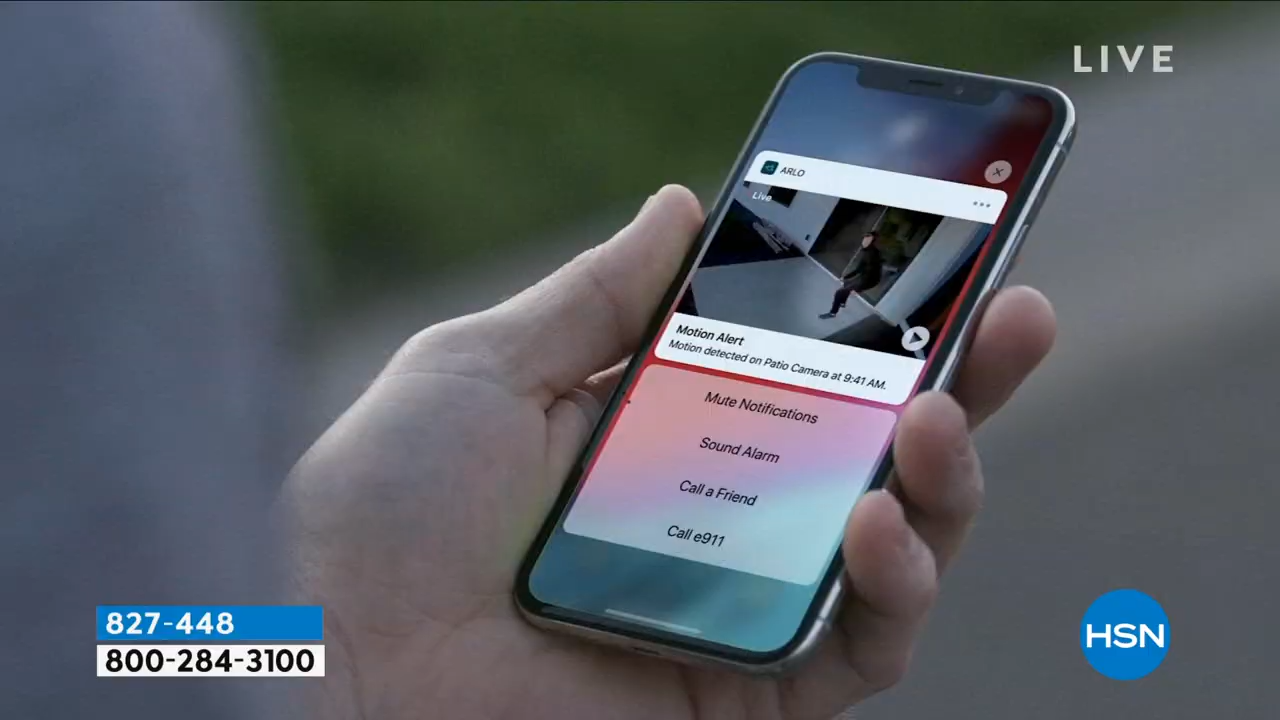 LIVE
ARLO
Live
Motion Alert
Motion detected on Patio Camera at 9:41 AM.
Mute Notifications
Sound Alarm
Call a Friend
Call e911
827-448
800-284-3100
HSN